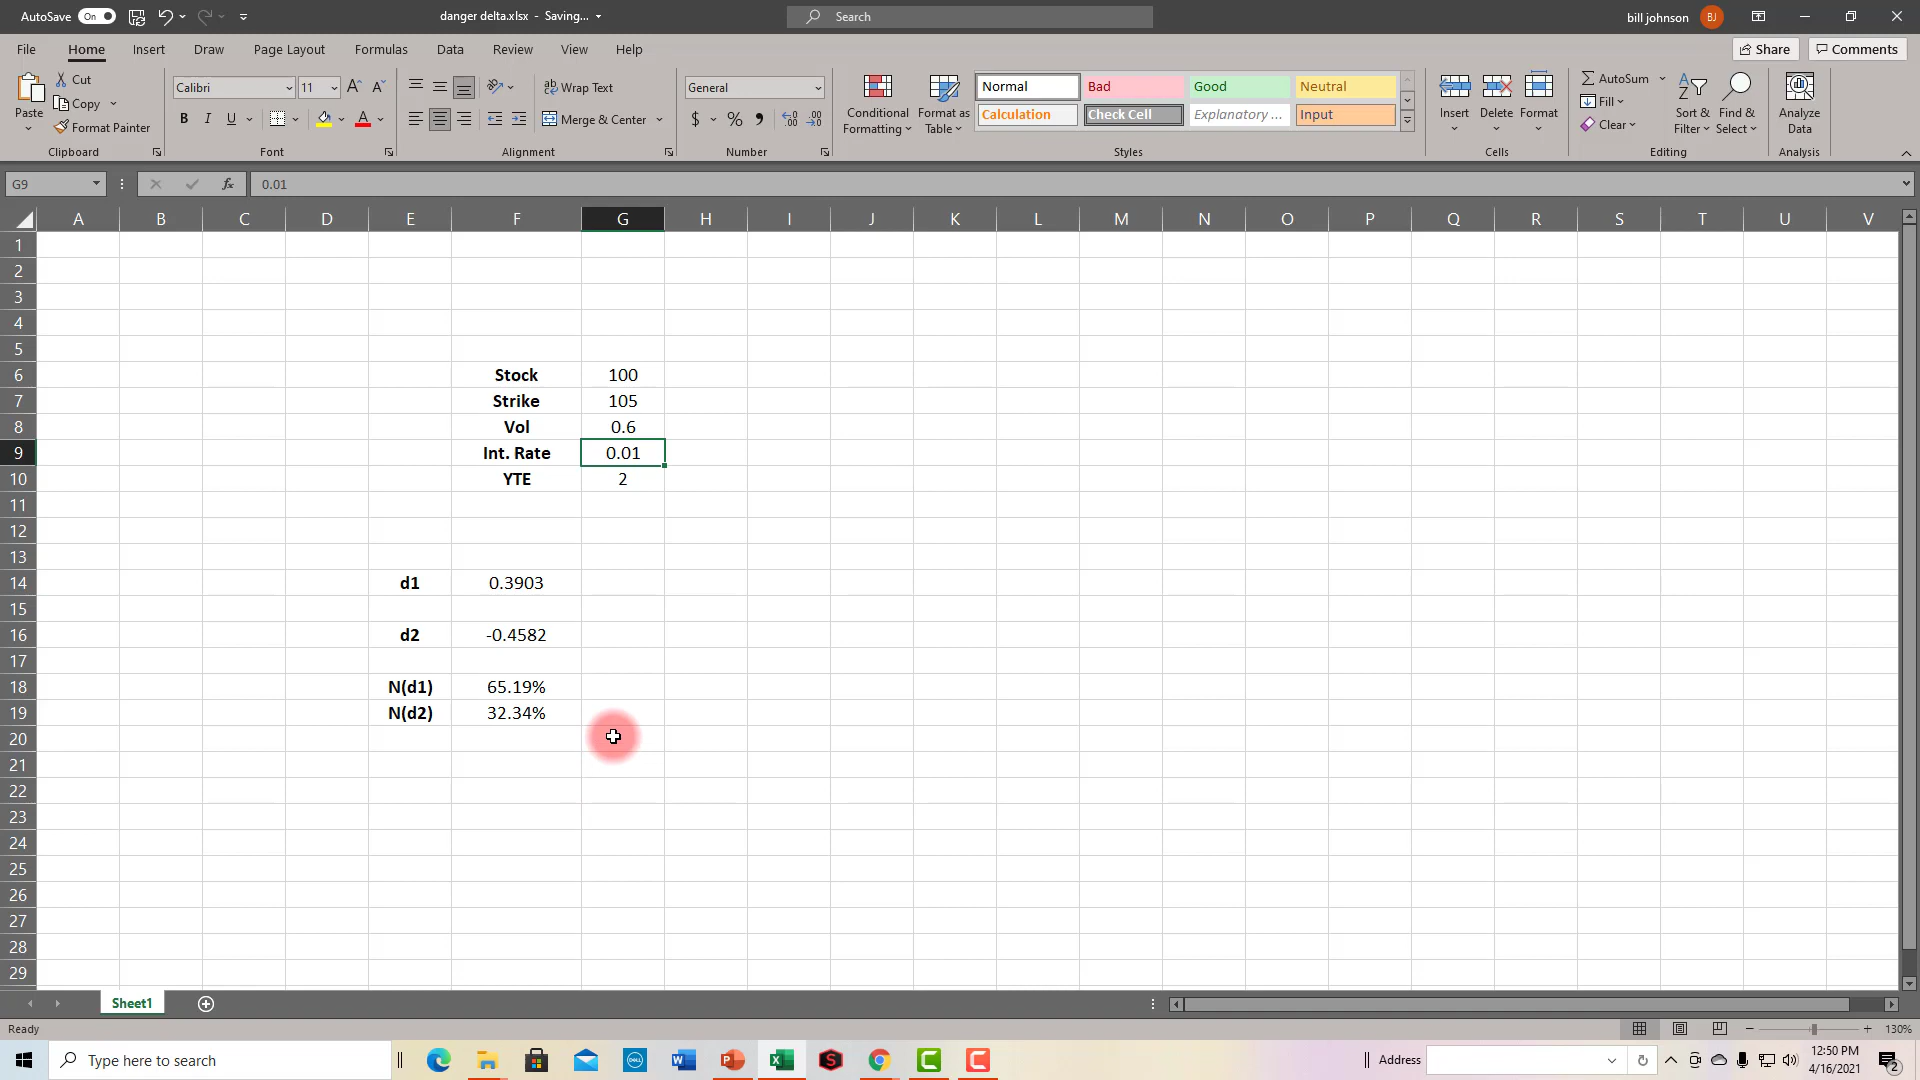 AutoSave On danger delta.xlsx - Saving... Search bill johnson BJ
File Home Insert Draw Page Layout Formulas Data Review View Help Share Comments
Paste Cut Copy Format Painter Clipboard
Calibri 11 A A B I U A Font
Wrap Text Merge & Center Alignment
General $ % Number
Conditional Formatting Format as Table
Normal Bad Good Neutral
Calculation Check Cell Explanatory ... Input
Styles
Insert Delete Format Cells
AutoSum Fill Clear Sort & Filter Find & Select Editing
Analyze Data Analysis
G9 fx 0.01
A B C D E F G H I J K L M N O P Q R S T U V
1
2
3
4
5
6 Stock 100
7 Strike 105
8 Vol 0.6
9 Int. Rate 0.01
10 YTE 2
11
12
13
14 d1 0.3903
15
16 d2 -0.4582
17
18 N(d1) 65.19%
19 N(d2) 32.34%
20
21
22
23
24
25
26
27
28
29
Sheet1
Ready 130%
Type here to search DELL W P X S C C Address 12:50 PM
4/16/2021 2